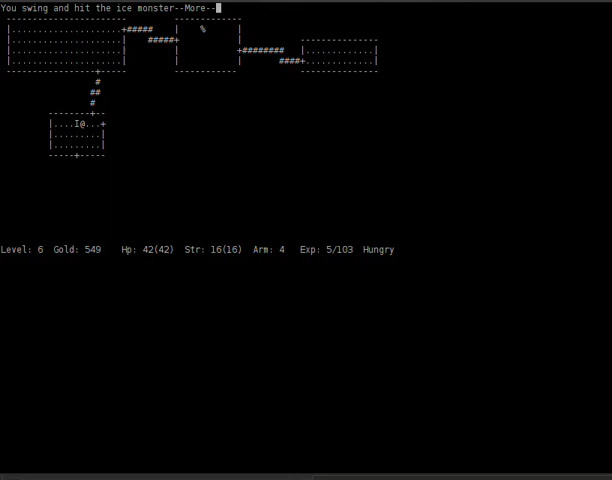 You swing and hit the ice monster--More--
 -----------------------         -------------
 |.....................+#####    |    %      |
 |.....................|    #####+           |           ---------------
 |.....................|         |           +########   |.............|
 |.....................|         |           |       ####+.............|
 ----------------+-----          ------------            ---------------
                 #
                ##
                #
        --------+--
        |....I@...+
        |.........|
        |.........|
        -----+-----
Level: 6  Gold: 549    Hp: 42(42)  Str: 16(16)  Arm: 4   Exp: 5/103  Hungry